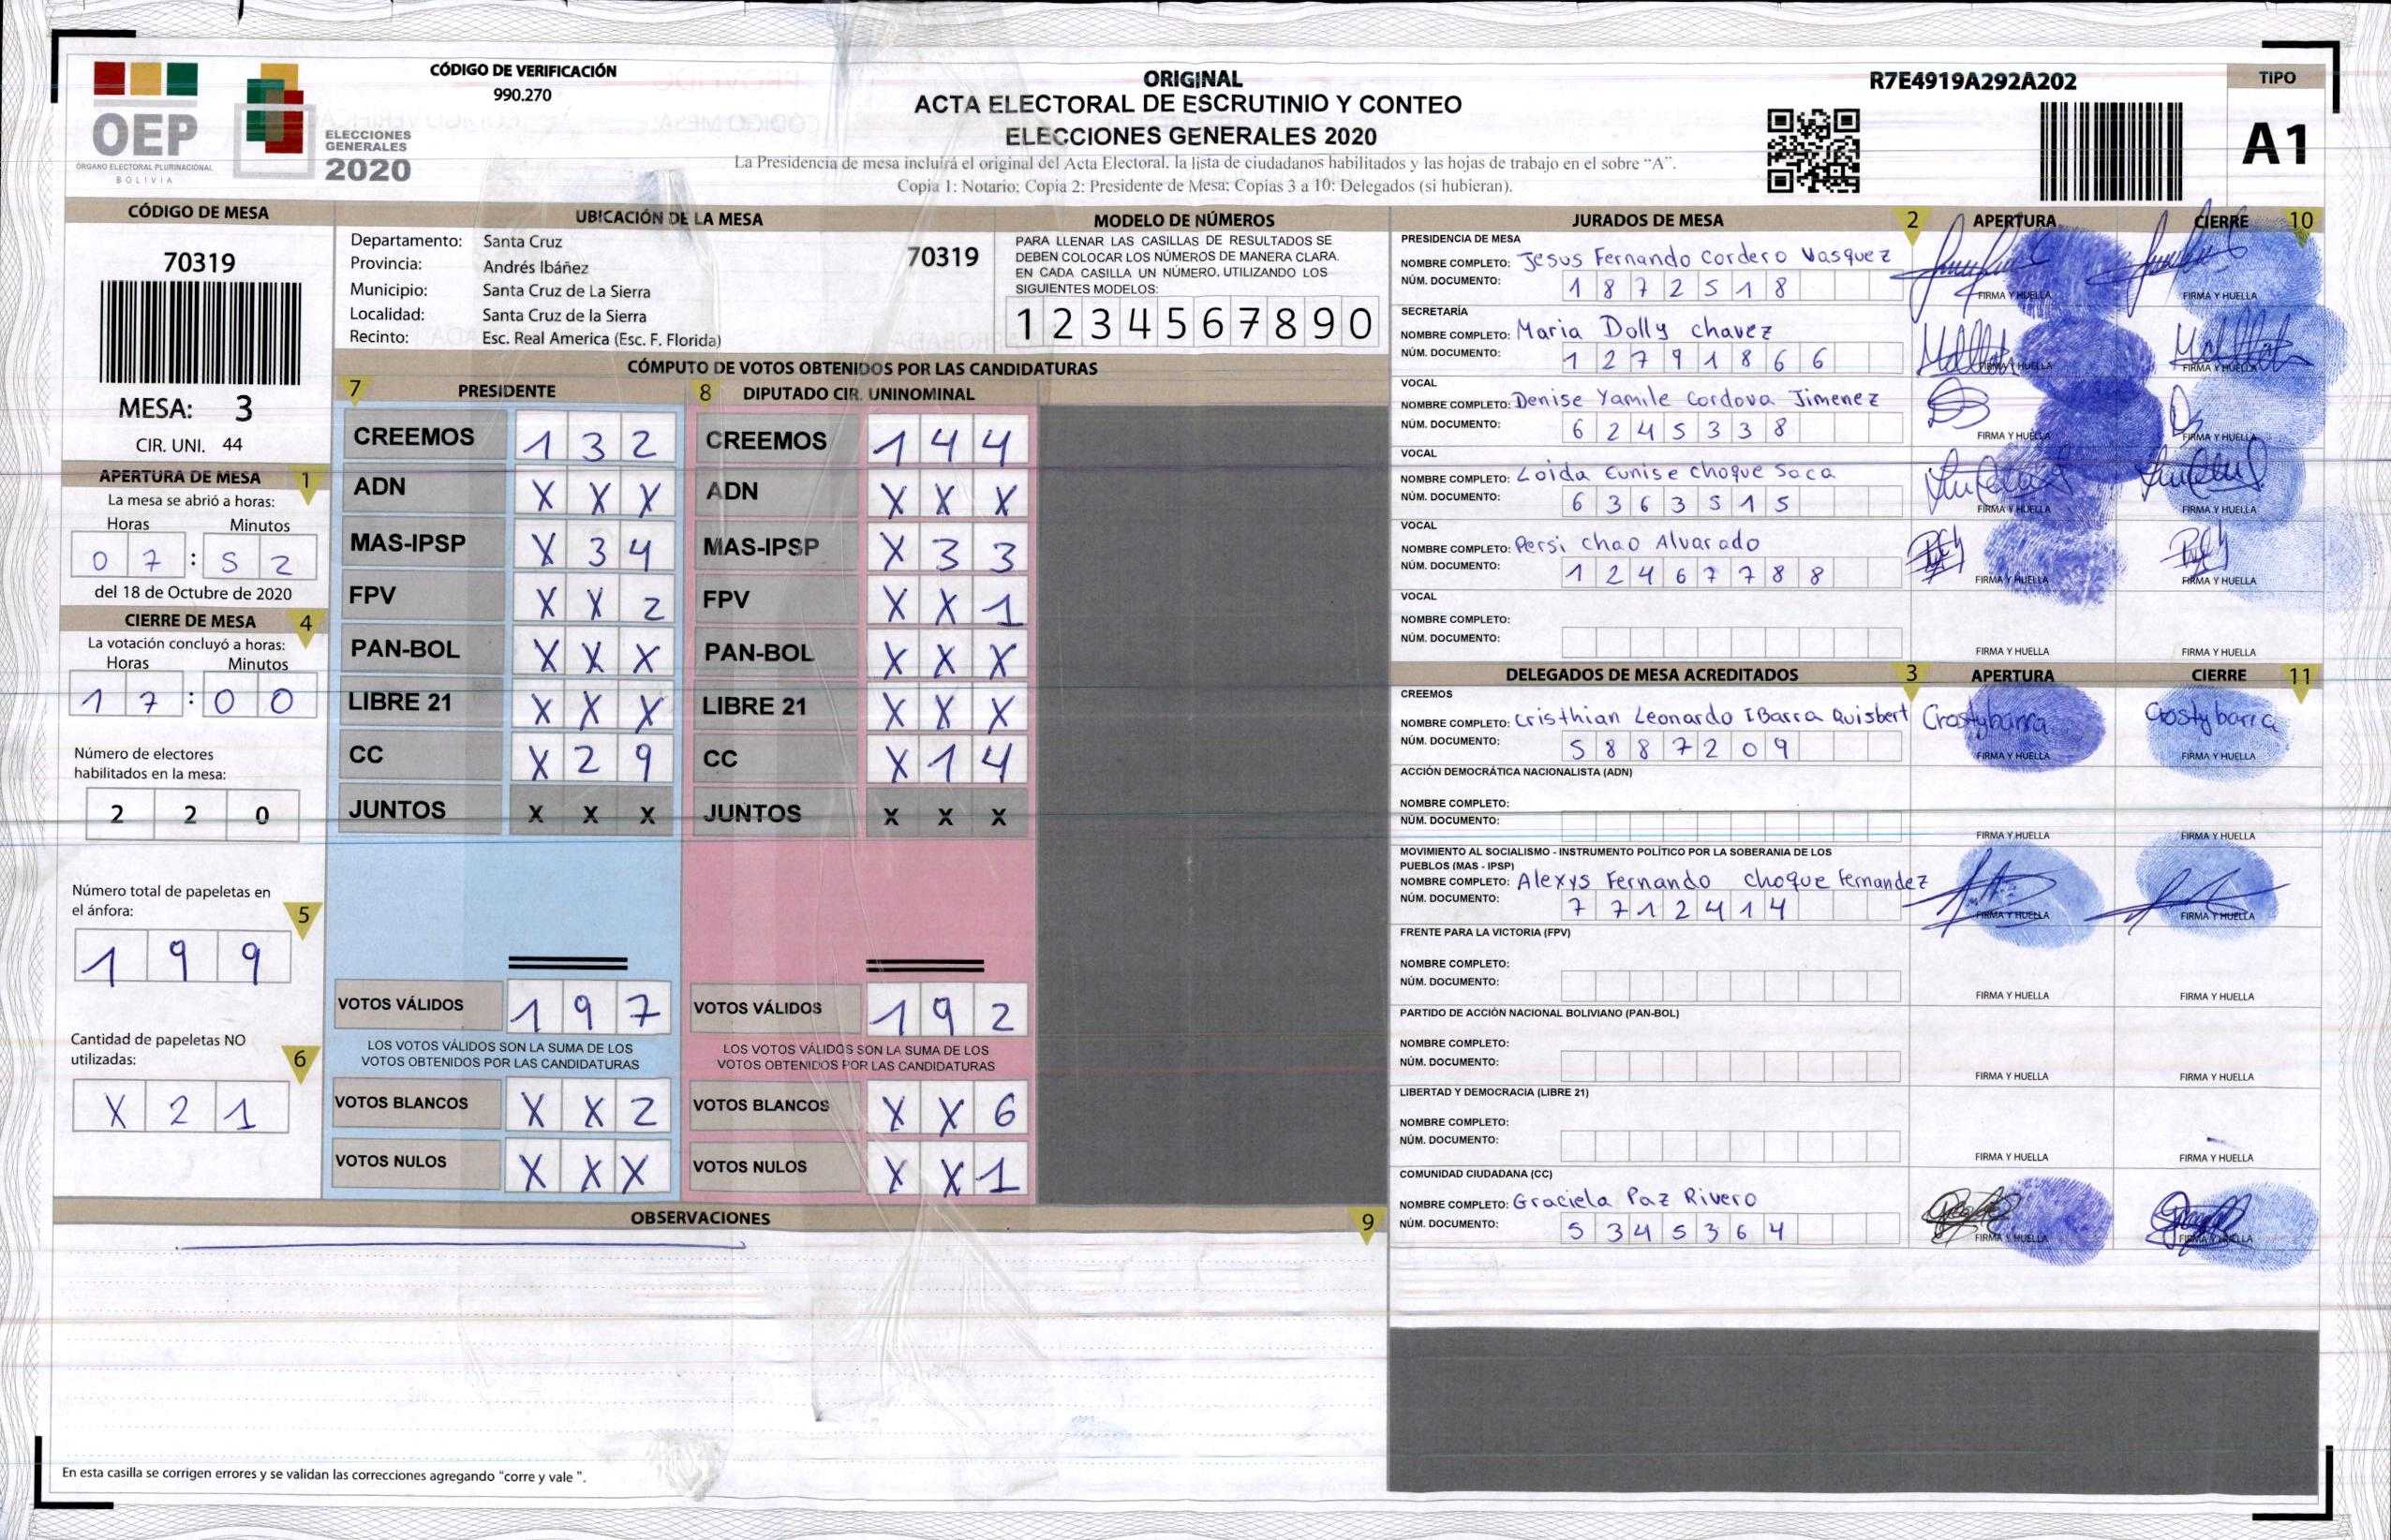 CÓDIGO DE VERIFICACIÓN
990.270
ORIGINAL
ACTA ELECTORAL DE ESCRUTINIO Y CONTEO
ELECCIONES GENERALES 2020
La Presidencia de mesa incluirá el original del Acta Electoral, la lista de ciudadanos habilitados y las hojas de trabajo en el sobre "A".
Copia 1: Notario; Copia 2: Presidente de Mesa; Copias 3 a 10: Delegados (si hubieran).
R7E4919A292A202
TIPO
A1
OEP
ÓRGANO ELECTORAL PLURINACIONAL
BOLIVIA
ELECCIONES
GENERALES
2020
CÓDIGO DE MESA
70319
MESA: 3
CIR. UNI. 44
APERTURA DE MESA 1
La mesa se abrió a horas:
Horas Minutos
0 7 : 5 2
del 18 de Octubre de 2020
CIERRE DE MESA 4
La votación concluyó a horas:
Horas Minutos
1 7 : 0 0
Número de electores
habilitados en la mesa:
2 2 0
Número total de papeletas en
el ánfora:
5
1 9 9
Cantidad de papeletas NO
utilizadas:
6
X 2 1
UBICACIÓN DE LA MESA
Departamento: Santa Cruz 70319
Provincia: Andrés Ibáñez
Municipio: Santa Cruz de La Sierra
Localidad: Santa Cruz de la Sierra
Recinto: Esc. Real America (Esc. F. Florida)
MODELO DE NÚMEROS
PARA LLENAR LAS CASILLAS DE RESULTADOS SE
DEBEN COLOCAR LOS NÚMEROS DE MANERA CLARA.
EN CADA CASILLA UN NÚMERO, UTILIZANDO LOS
SIGUIENTES MODELOS:
1 2 3 4 5 6 7 8 9 0
CÓMPUTO DE VOTOS OBTENIDOS POR LAS CANDIDATURAS
7 PRESIDENTE
CREEMOS 1 3 2
ADN X X X
MAS-IPSP X 3 4
FPV X X 2
PAN-BOL X X X
LIBRE 21 X X X
CC X 2 9
JUNTOS X X X
VOTOS VÁLIDOS 1 9 7
LOS VOTOS VÁLIDOS SON LA SUMA DE LOS
VOTOS OBTENIDOS POR LAS CANDIDATURAS
VOTOS BLANCOS X X 2
VOTOS NULOS X X X
8 DIPUTADO CIR. UNINOMINAL
CREEMOS 1 4 4
ADN X X X
MAS-IPSP X 3 3
FPV X X 1
PAN-BOL X X X
LIBRE 21 X X X
CC X 1 4
JUNTOS X X X
VOTOS VÁLIDOS 1 9 2
LOS VOTOS VÁLIDOS SON LA SUMA DE LOS
VOTOS OBTENIDOS POR LAS CANDIDATURAS
VOTOS BLANCOS X X 6
VOTOS NULOS X X 1
OBSERVACIONES 9
En esta casilla se corrigen errores y se validan las correcciones agregando "corre y vale ".
JURADOS DE MESA 2 APERTURA CIERRE 10
PRESIDENCIA DE MESA
NOMBRE COMPLETO: Jesus Fernando Cordero Vasquez
NÚM. DOCUMENTO: 1 8 7 2 5 1 8
FIRMA Y HUELLA FIRMA Y HUELLA
SECRETARÍA
NOMBRE COMPLETO: Maria Dolly chavez
NÚM. DOCUMENTO: 1 2 7 9 1 8 6 6
FIRMA Y HUELLA FIRMA Y HUELLA
VOCAL
NOMBRE COMPLETO: Denise Yamile Cordova Jimenez
NÚM. DOCUMENTO: 6 2 4 5 3 3 8
FIRMA Y HUELLA FIRMA Y HUELLA
VOCAL
NOMBRE COMPLETO: Loida Eunise choque Soca
NÚM. DOCUMENTO: 6 3 6 3 5 1 5
FIRMA Y HUELLA FIRMA Y HUELLA
VOCAL
NOMBRE COMPLETO: Persi chao Alvarado
NÚM. DOCUMENTO: 1 2 4 6 7 7 8 8
FIRMA Y HUELLA FIRMA Y HUELLA
VOCAL
NOMBRE COMPLETO:
NÚM. DOCUMENTO:
FIRMA Y HUELLA FIRMA Y HUELLA
DELEGADOS DE MESA ACREDITADOS 3 APERTURA CIERRE 11
CREEMOS
NOMBRE COMPLETO: Cristhian Leonardo IBarra Quisbert Crostybarra Crostybarra
NÚM. DOCUMENTO: 5 8 8 7 2 0 9
FIRMA Y HUELLA FIRMA Y HUELLA
ACCIÓN DEMOCRÁTICA NACIONALISTA (ADN)
NOMBRE COMPLETO:
NÚM. DOCUMENTO:
FIRMA Y HUELLA FIRMA Y HUELLA
MOVIMIENTO AL SOCIALISMO - INSTRUMENTO POLÍTICO POR LA SOBERANIA DE LOS
PUEBLOS (MAS - IPSP)
NOMBRE COMPLETO: Alexys Fernando choque Fernandez
NÚM. DOCUMENTO: 7 7 1 2 4 1 4
FIRMA Y HUELLA FIRMA Y HUELLA
FRENTE PARA LA VICTORIA (FPV)
NOMBRE COMPLETO:
NÚM. DOCUMENTO:
FIRMA Y HUELLA FIRMA Y HUELLA
PARTIDO DE ACCIÓN NACIONAL BOLIVIANO (PAN-BOL)
NOMBRE COMPLETO:
NÚM. DOCUMENTO:
FIRMA Y HUELLA FIRMA Y HUELLA
LIBERTAD Y DEMOCRACIA (LIBRE 21)
NOMBRE COMPLETO:
NÚM. DOCUMENTO:
FIRMA Y HUELLA FIRMA Y HUELLA
COMUNIDAD CIUDADANA (CC)
NOMBRE COMPLETO: Graciela Paz Rivero
NÚM. DOCUMENTO: 5 3 4 5 3 6 4
FIRMA Y HUELLA FIRMA Y HUELLA